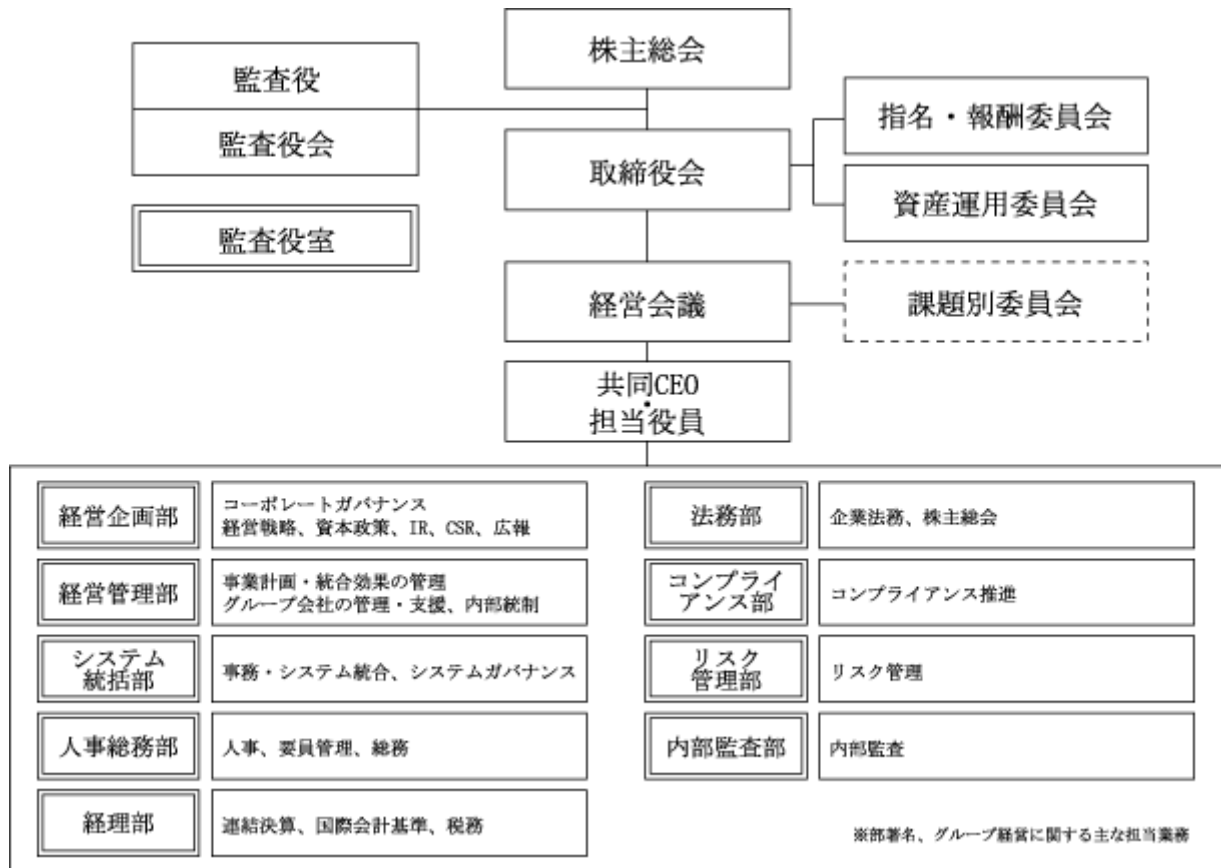 株主総会
監査役
監査役会
指名・報酬委員会
取締役会
資産運用委員会
監査役室
経営会議
課題別委員会
共同CEO
・
担当役員
経営企画部
コーポレートガバナンス
経営戦略、資本政策、IR、CSR、広報
経営管理部
事業計画・統合効果の管理
グループ会社の管理・支援、内部統制
システム
統括部
事務・システム統合、システムガバナンス
人事総務部
人事、要員管理、総務
経理部
連結決算、国際会計基準、税務
法務部
企業法務、株主総会
コンプライ
アンス部
コンプライアンス推進
リスク
管理部
リスク管理
内部監査部
内部監査
※部署名、グループ経営に関する主な担当業務